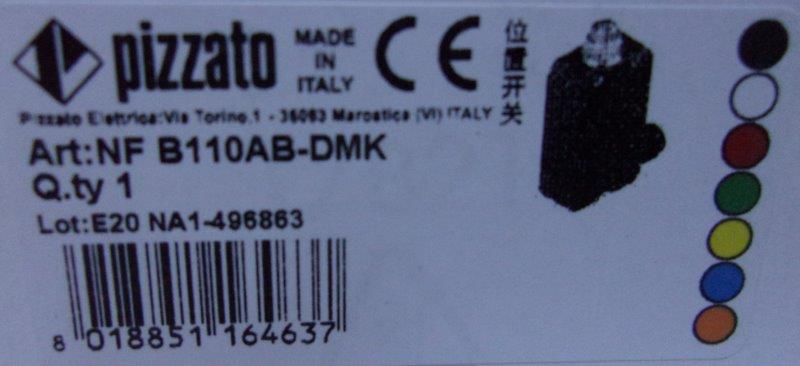 pizzato
MADE
IN
ITALY
CE
位置开关
Pizzato Elettrica:Via Torino.1 - 36063 Marostica (VI) ITALY
Art:NF B110AB-DMK
Q.ty 1
Lot:E20 NA1-496863
8 018851 164637